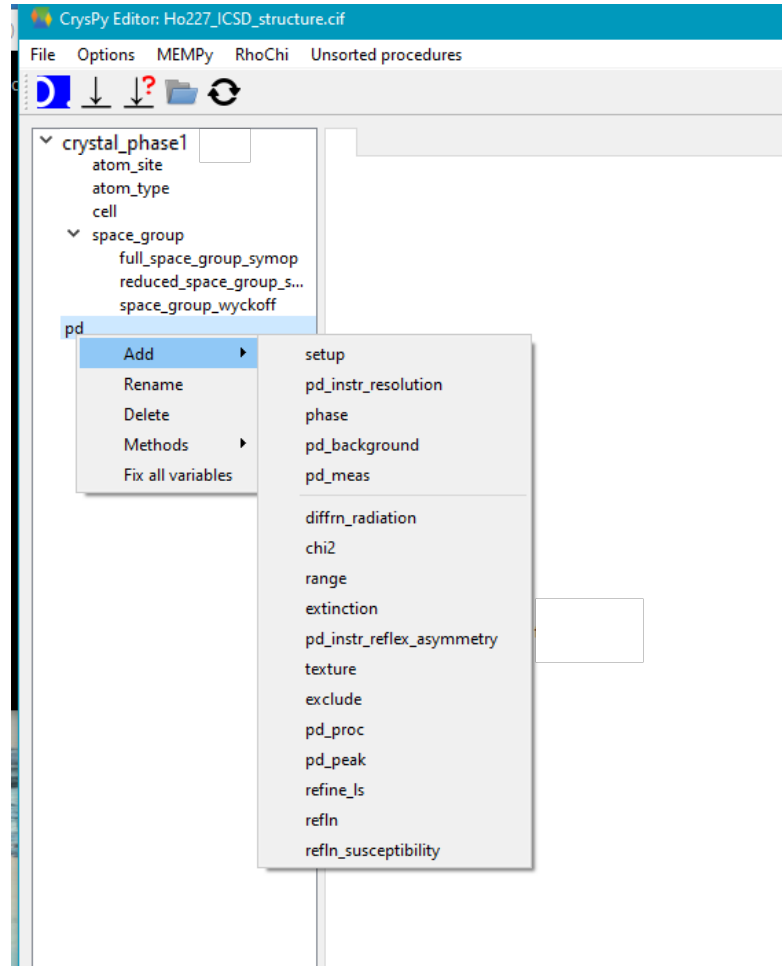 CrysPy Editor: Ho227_ICSD_structure.cif
File Options MEMPy RhoChi Unsorted procedures
?
crystal_phase1
atom_site
atom_type
cell
space_group
full_space_group_symop
reduced_space_group_s...
space_group_wyckoff
pd
Add
Rename
Delete
Methods
Fix all variables
setup
pd_instr_resolution
phase
pd_background
pd_meas
diffrn_radiation
chi2
range
extinction
pd_instr_reflex_asymmetry
texture
exclude
pd_proc
pd_peak
refine_ls
refln
refln_susceptibility